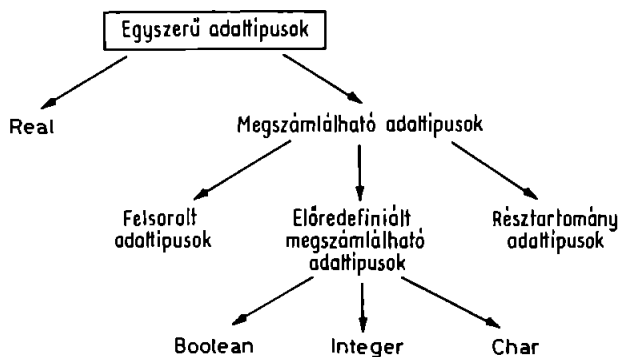 Egyszerű adattípusok
Real
Megszámlálható adattípusok
Felsorolt
adattípusok
Előredefiniált
megszámlálható
adattípusok
Résztartomány
adattípusok
Boolean
Integer
Char